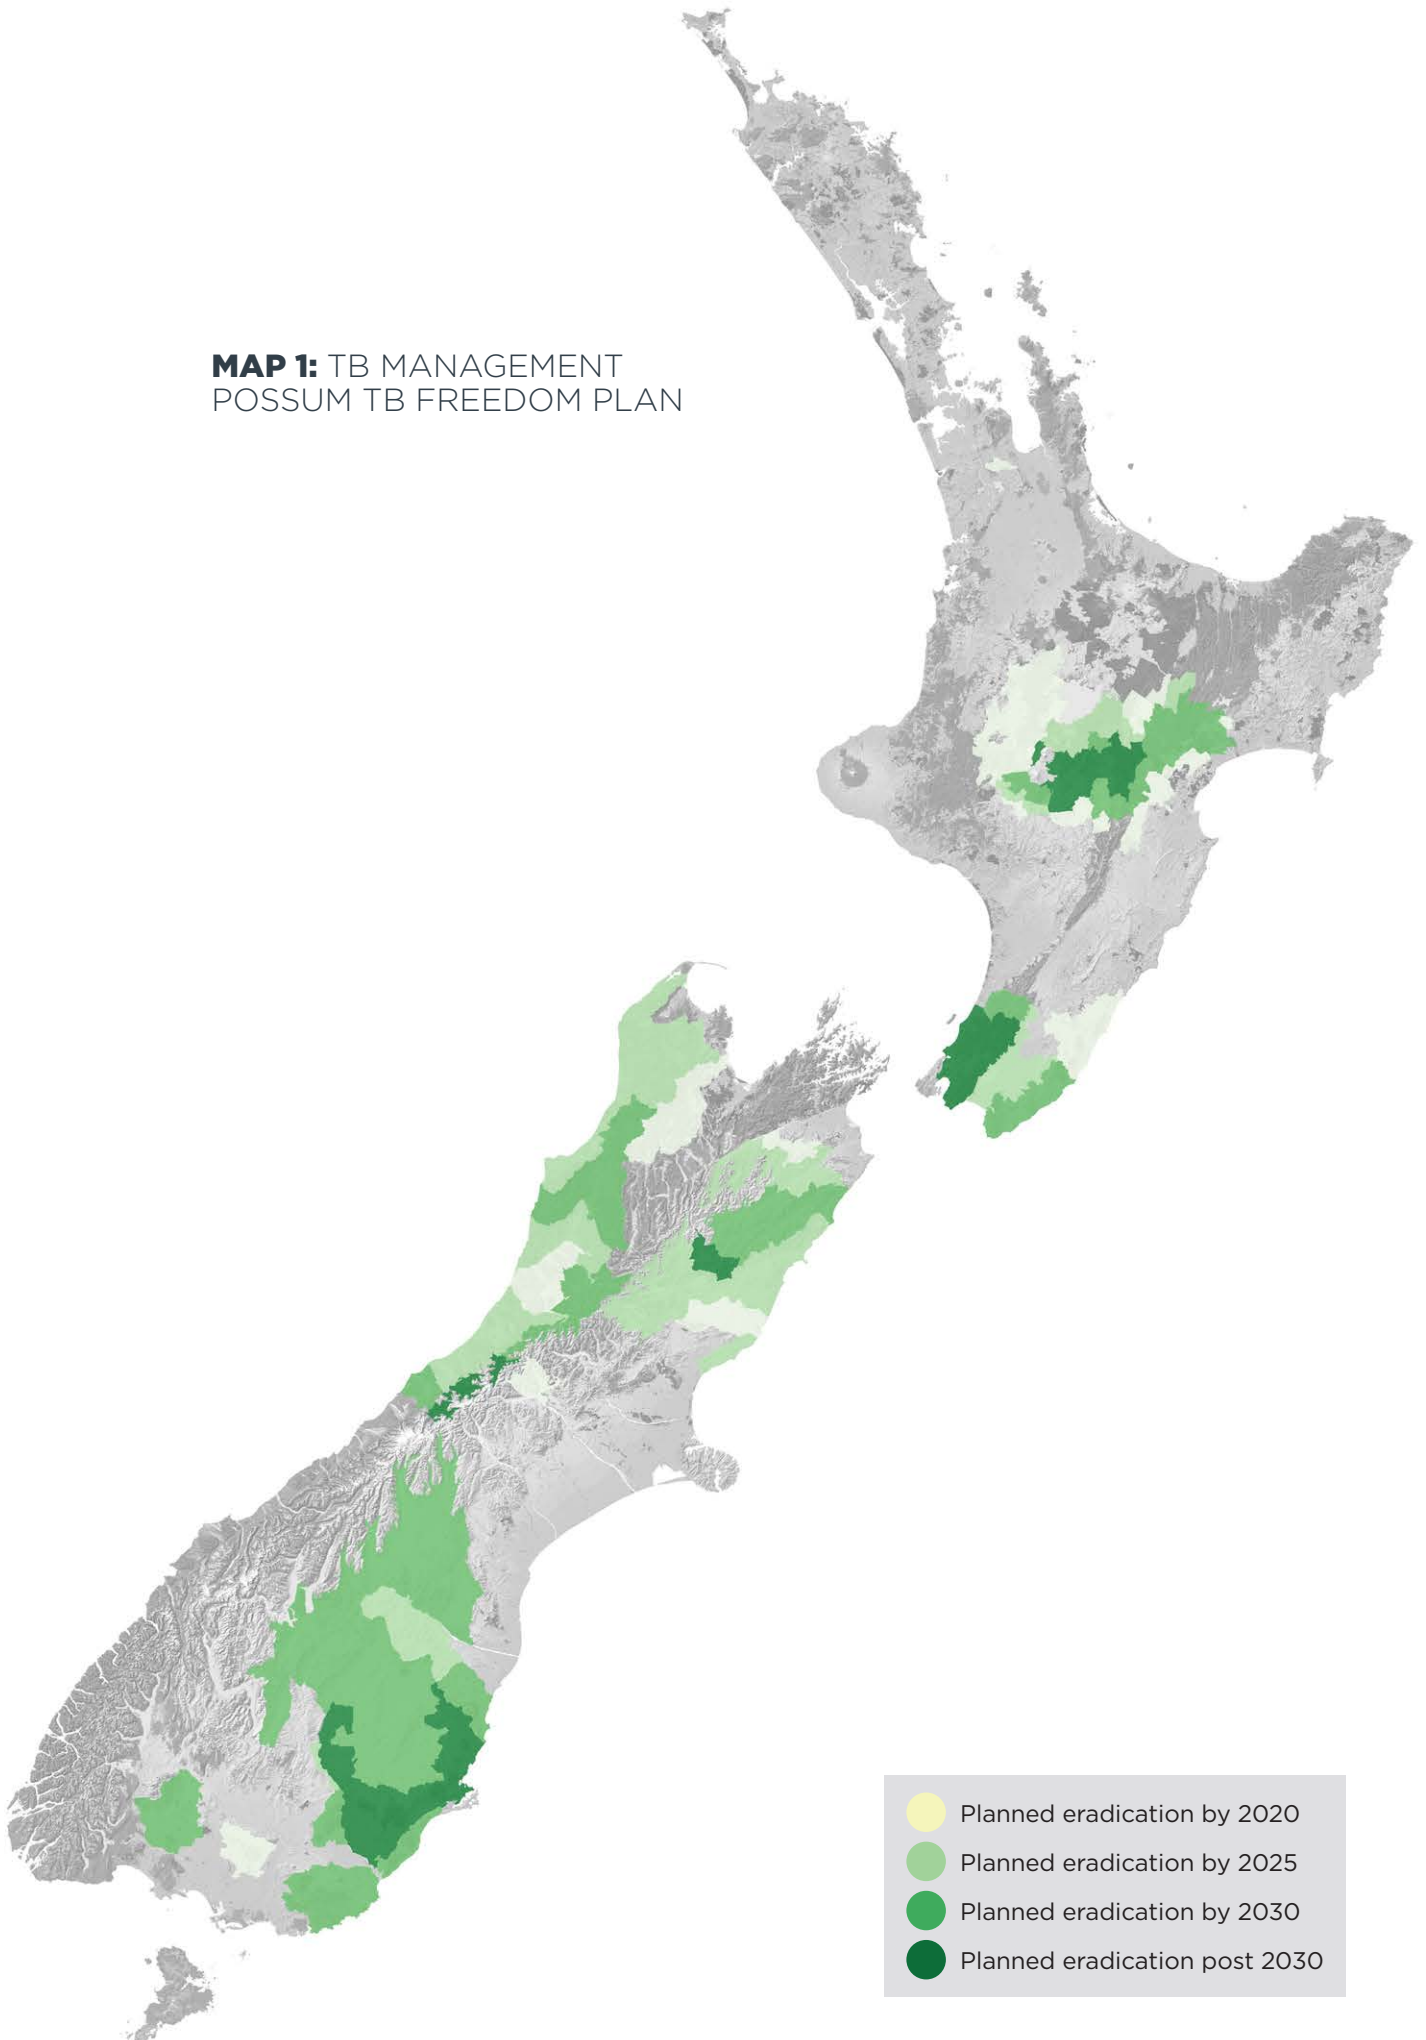 MAP 1: TB MANAGEMENT
POSSUM TB FREEDOM PLAN
Planned eradication by 2020
Planned eradication by 2025
Planned eradication by 2030
Planned eradication post 2030